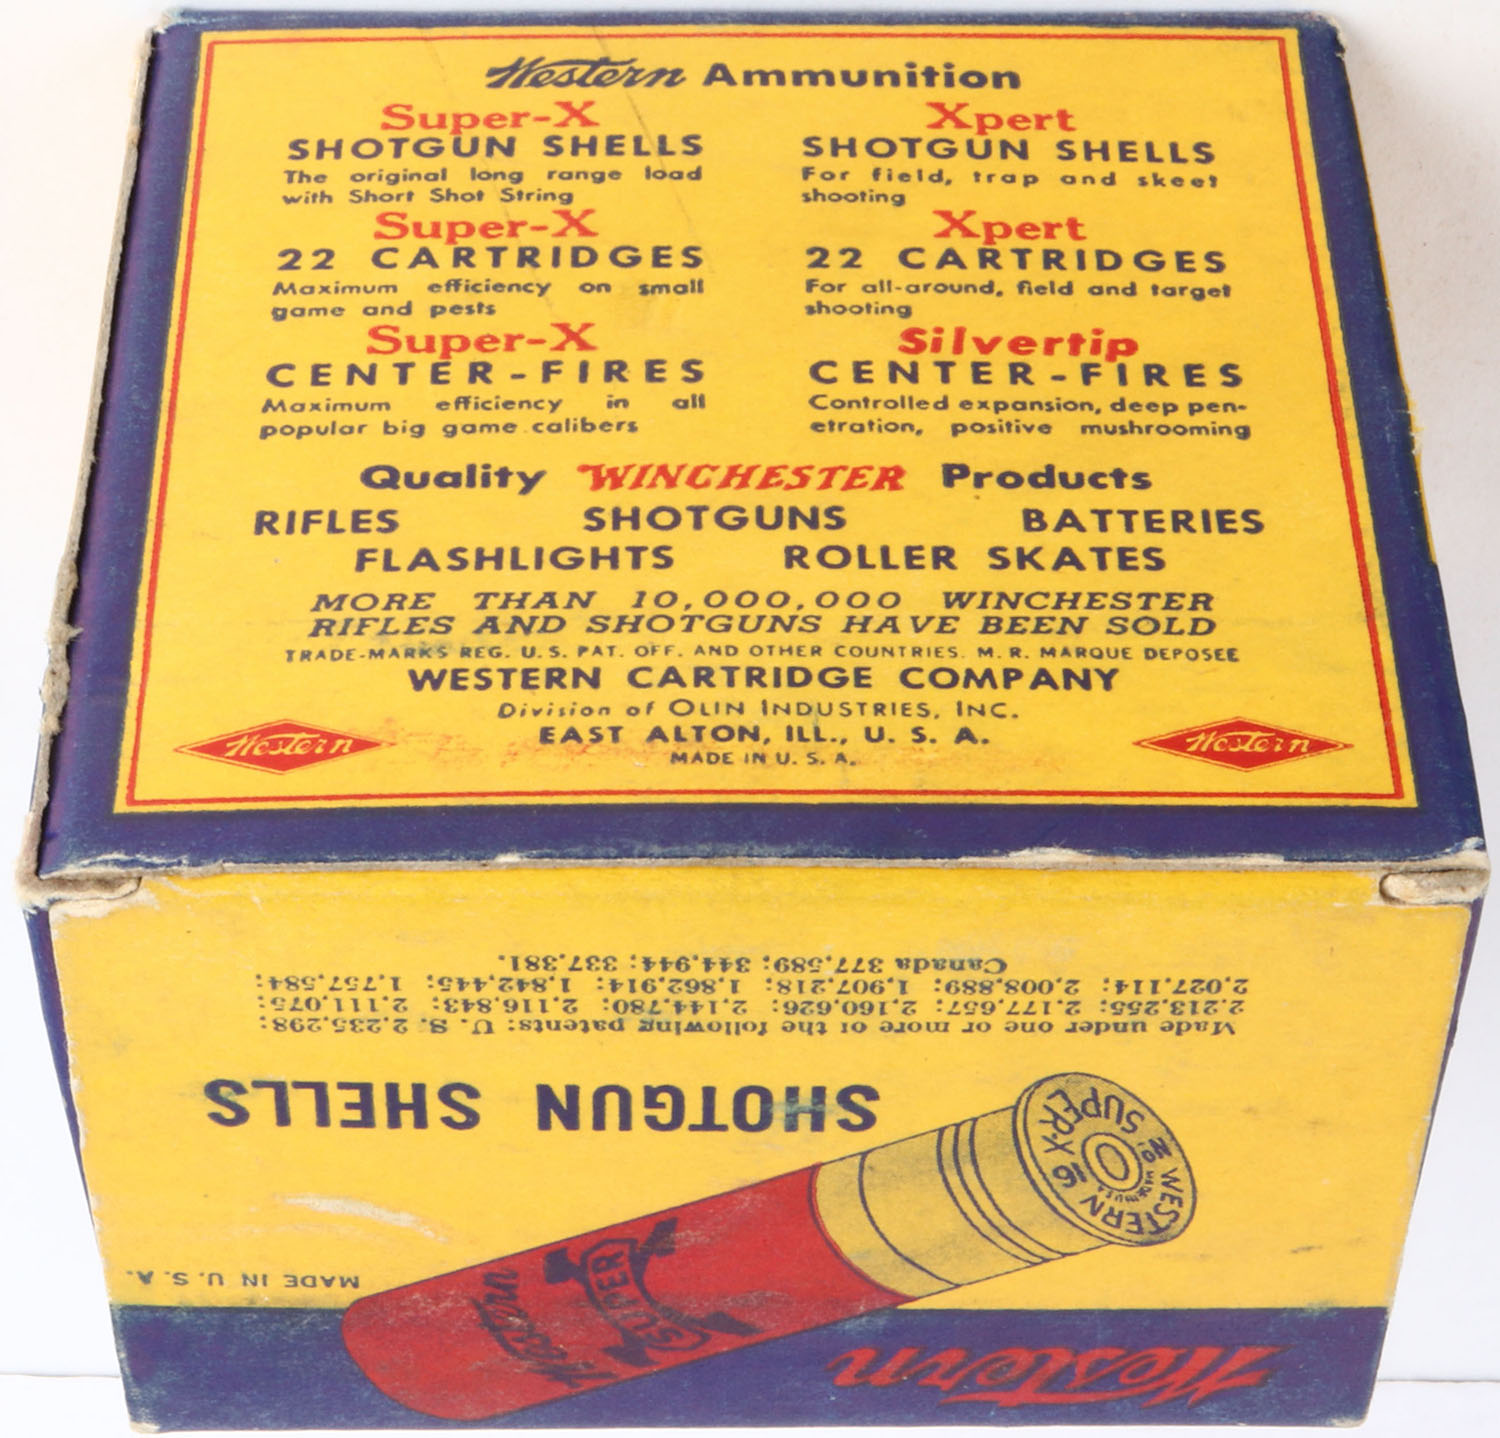 Western Ammunition
Super-X
SHOTGUN SHELLS
The original long range load
with Short Shot String
Xpert
SHOTGUN SHELLS
For field, trap and skeet
shooting
Super-X
22 CARTRIDGES
Maximum efficiency on small
game and pests
Xpert
22 CARTRIDGES
For all-around, field and target
shooting
Super-X
CENTER-FIRES
Maximum efficiency in all
popular big game calibers
Silvertip
CENTER-FIRES
Controlled expansion, deep pen-
etration, positive mushrooming
Quality WINCHESTER Products
RIFLES SHOTGUNS BATTERIES
FLASHLIGHTS ROLLER SKATES
MORE THAN 10,000,000 WINCHESTER
RIFLES AND SHOTGUNS HAVE BEEN SOLD
TRADE-MARKS REG. U.S. PAT. OFF. AND OTHER COUNTRIES. M. R. MARQUE DEPOSEE
WESTERN CARTRIDGE COMPANY
Division of OLIN INDUSTRIES, INC.
EAST ALTON, ILL., U. S. A.
MADE IN U. S. A.
Western
Western
Western
MADE IN U. S. A.
Western
SUPER
WESTERN 16
SUPER-X
No
MADE IN U.S.A.
SHOTGUN SHELLS
Made under one or more of the following patents: U. S. 2,235,298;
2,213,255; 2,177,657; 2,160,626; 2,144,780; 2,116,843; 2,111,075;
2,027,114; 2,008,889; 1,907,218; 1,862,914; 1,842,445; 1,757,584;
Canada 377,589; 344,944; 337,381.